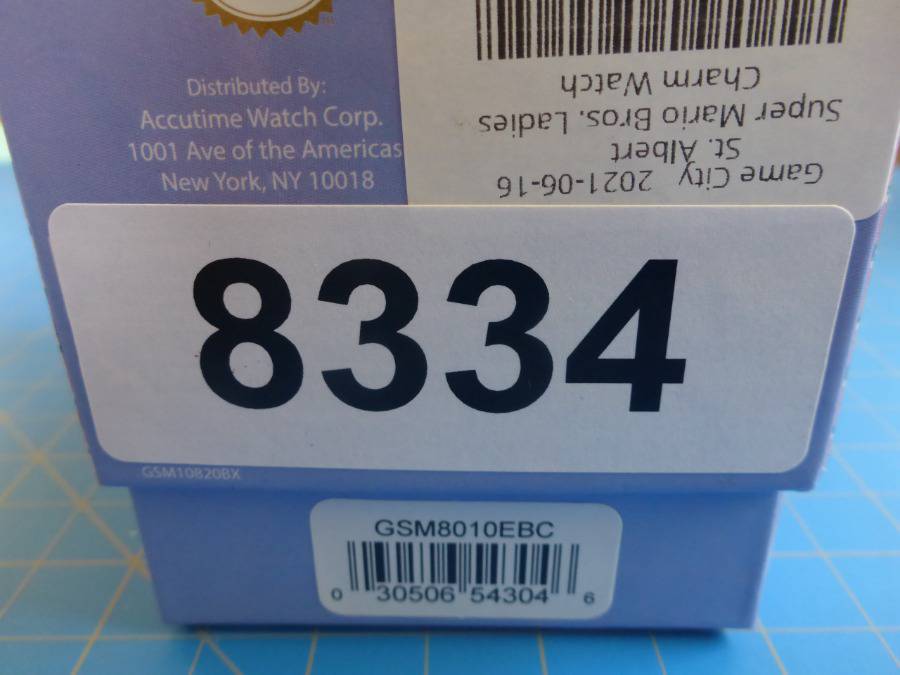 Distributed By:
Accutime Watch Corp.
1001 Ave of the Americas
New York, NY 10018
Game City 2021-06-16
St. Albert
Super Mario Bros. Ladies
Charm Watch
8334
GSM10820BX
GSM8010EBC
0 30506 54304 6